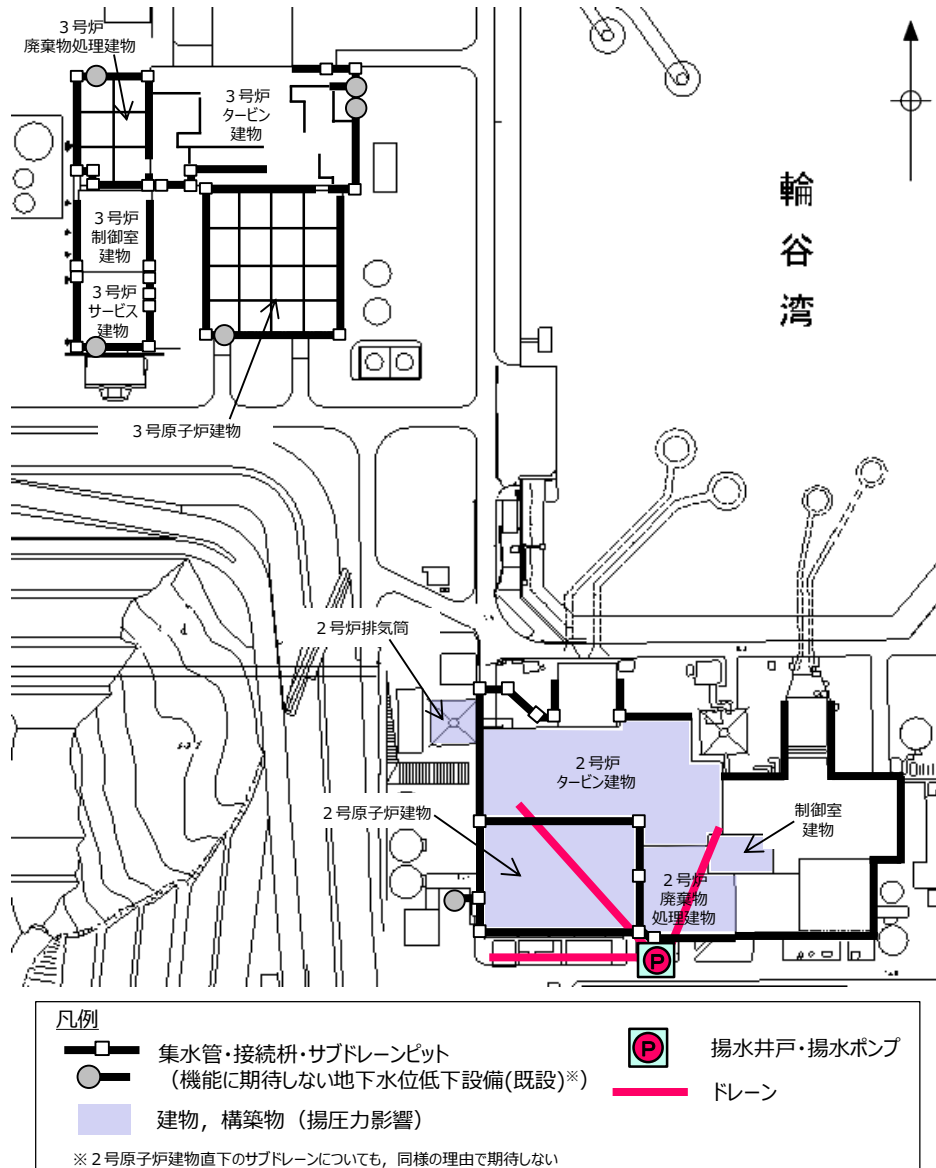 ３号炉
廃棄物処理建物
３号炉
タービン
建物
輪
谷
湾
３号炉
制御室
建物
３号炉
サービス
建物
３号原子炉建物
２号炉排気筒
２号炉
タービン建物
２号原子炉建物
制御室
建物
２号炉
廃棄物
処理建物
P
凡例
集水管・接続桝・サブドレーンピット
（機能に期待しない地下水位低下設備(既設)※）
P
揚水井戸・揚水ポンプ
ドレーン
建物，構築物（揚圧力影響）
※２号原子炉建物直下のサブドレーンについても，同様の理由で期待しない